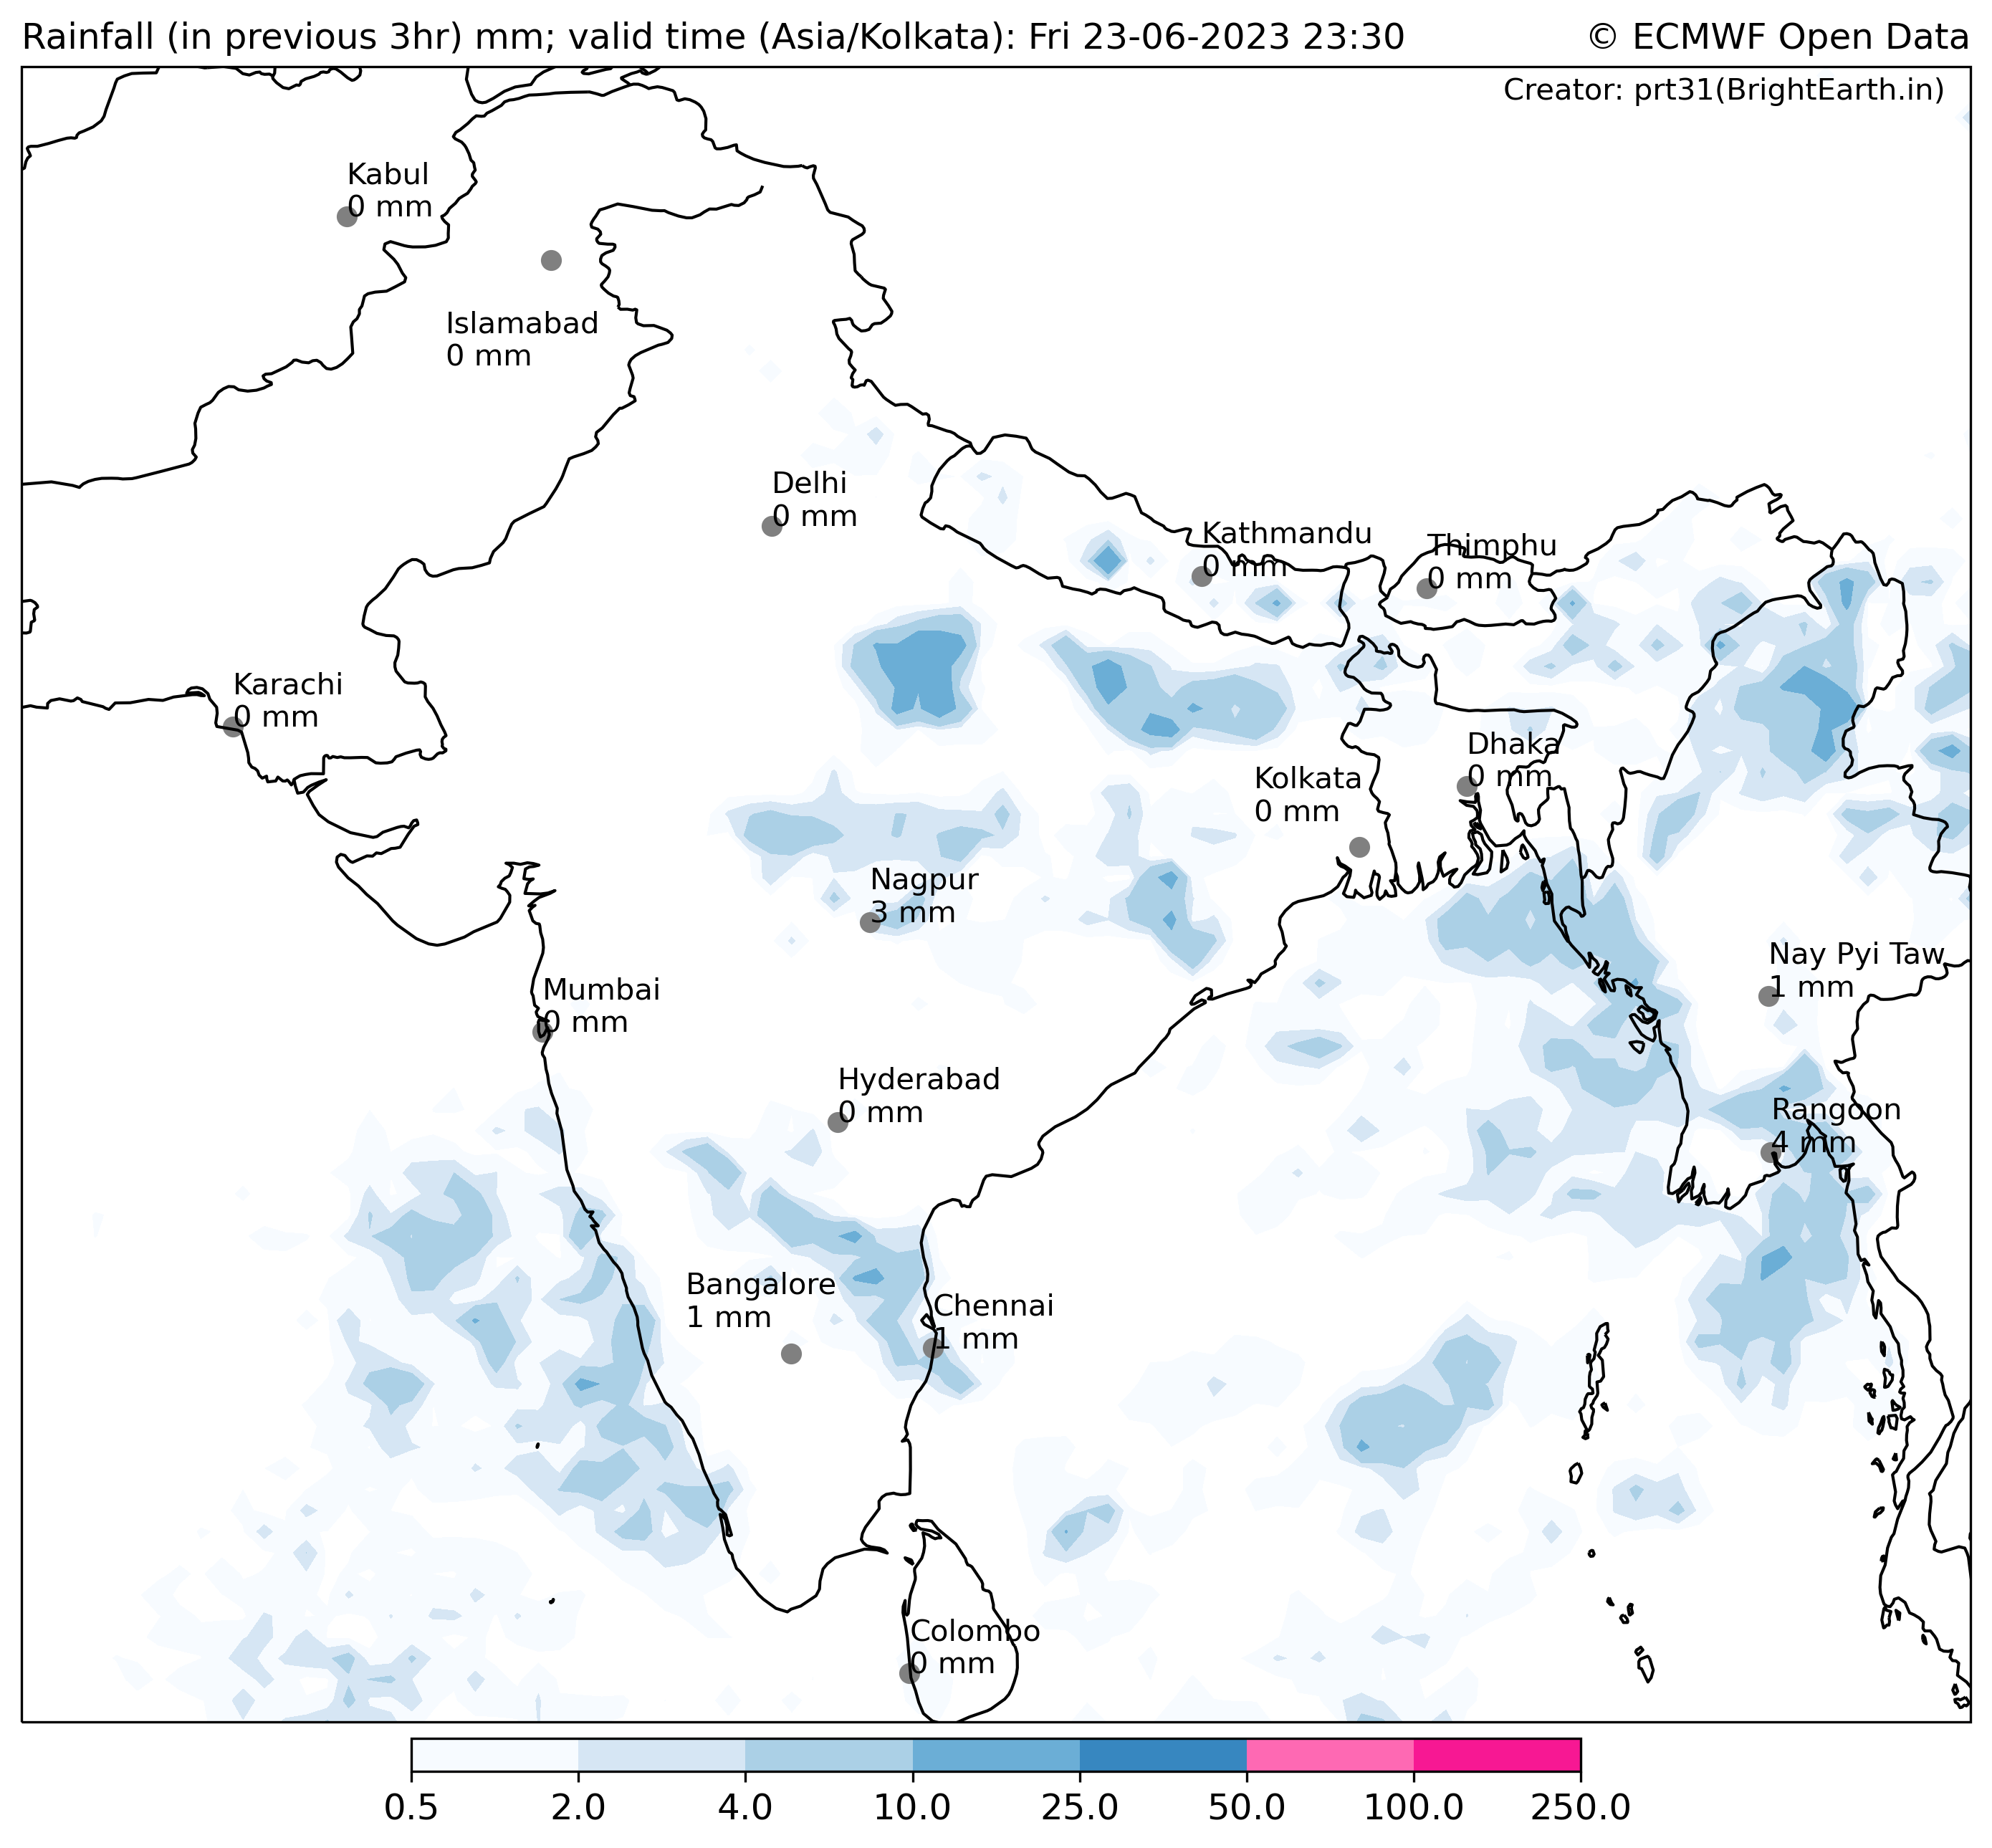 Rainfall (in previous 3hr) mm; valid time (Asia/Kolkata): Fri 23-06-2023 23:30
© ECMWF Open Data
Creator: prt31(BrightEarth.in)
Kabul
0 mm
Islamabad
0 mm
Delhi
0 mm
Kathmandu
0 mm
Thimphu
0 mm
Karachi
0 mm
Dhaka
0 mm
Kolkata
0 mm
Nagpur
3 mm
Nay Pyi Taw
1 mm
Mumbai
0 mm
Hyderabad
0 mm
Rangoon
4 mm
Bangalore
1 mm
Chennai
1 mm
Colombo
0 mm
0.5 2.0 4.0 10.0 25.0 50.0 100.0 250.0